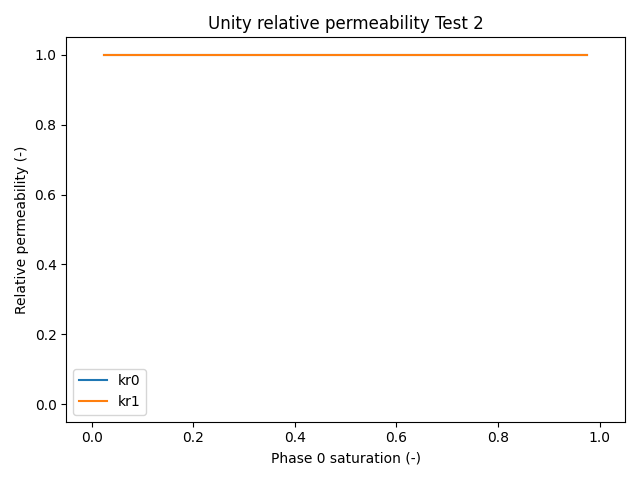 Unity relative permeability Test 2
Relative permeability (-)
1.0
0.8
0.6
0.4
0.2
0.0
kr0
kr1
0.0 0.2 0.4 0.6 0.8 1.0
Phase 0 saturation (-)